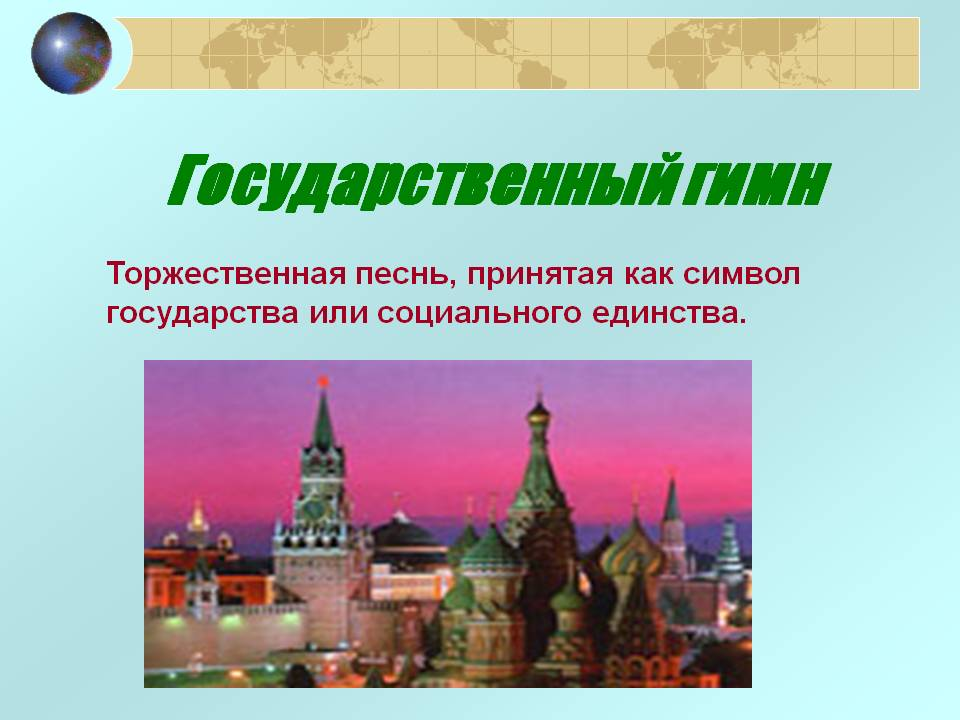 Государственный гимн
Торжественная песнь, принятая как символ
государства или социального единства.